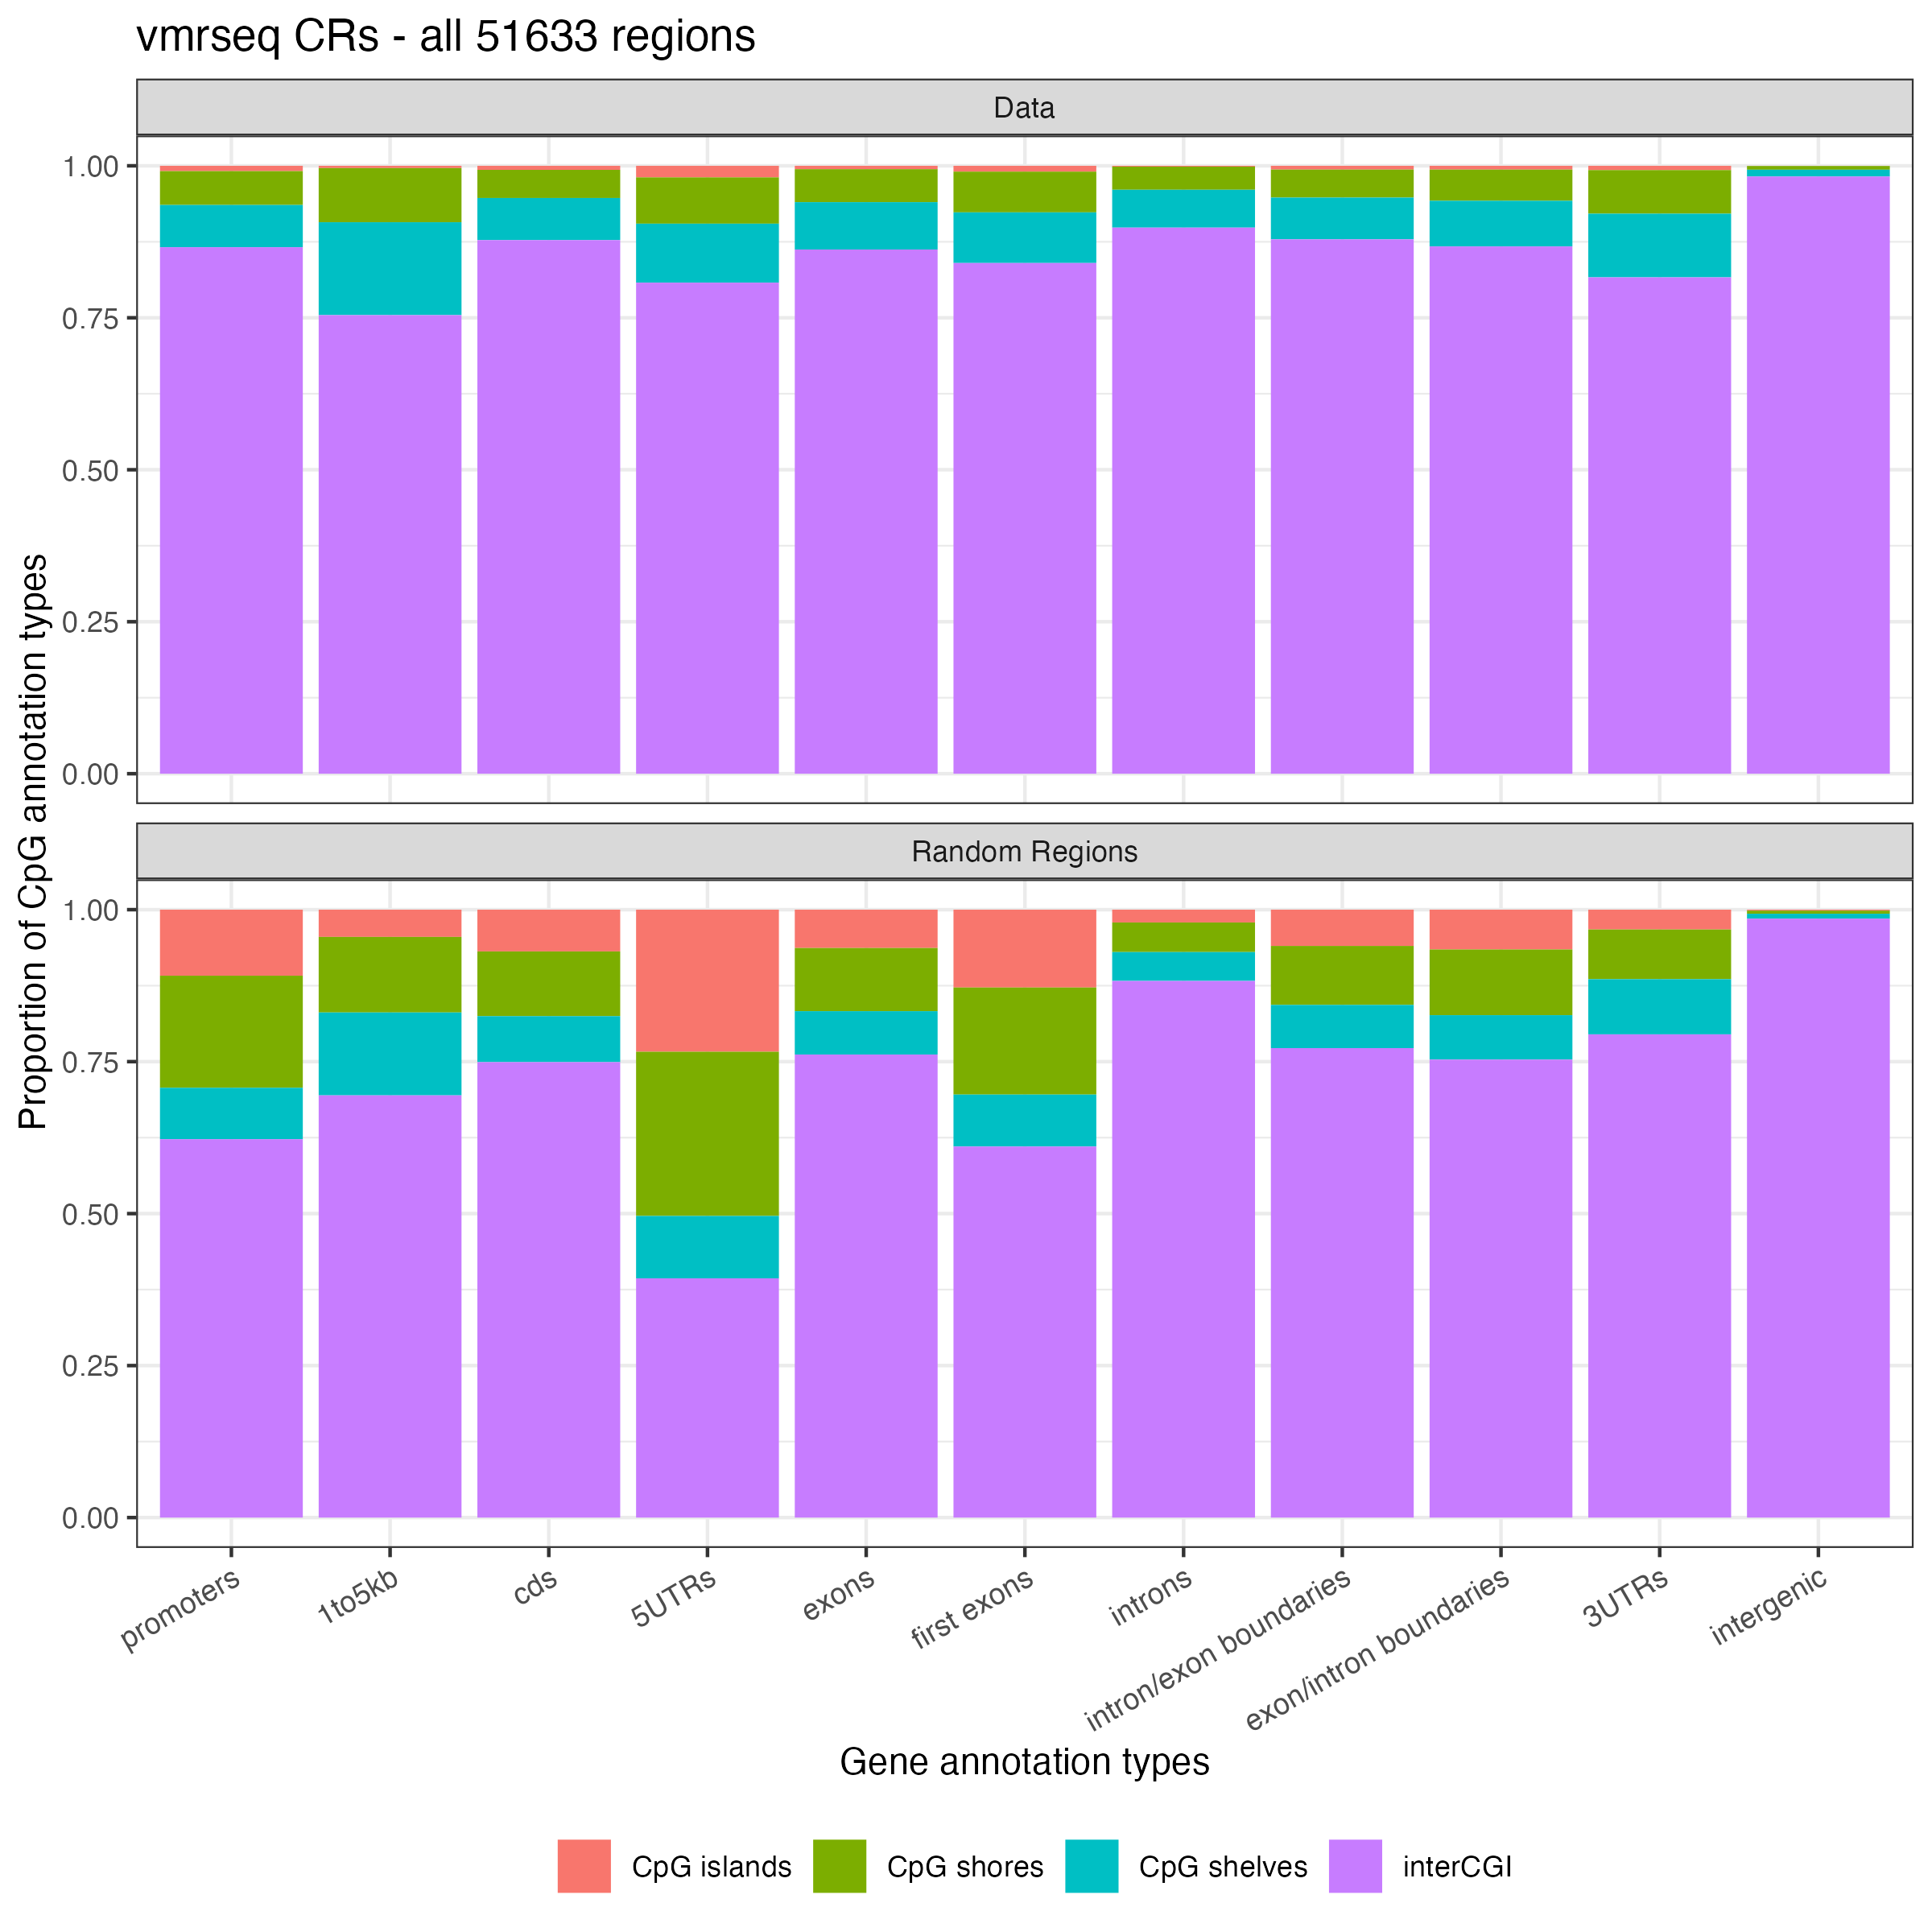 vmrseq CRs - all 51633 regions
Data
1.00
0.75
0.50
0.25
0.00
Random Regions
1.00
0.75
0.50
0.25
0.00
Proportion of CpG annotation types
promoters
1to5kb
cds
5UTRs
exons
first exons
introns
intron/exon boundaries
exon/intron boundaries
3UTRs
intergenic
Gene annotation types
CpG islands
CpG shores
CpG shelves
interCGI